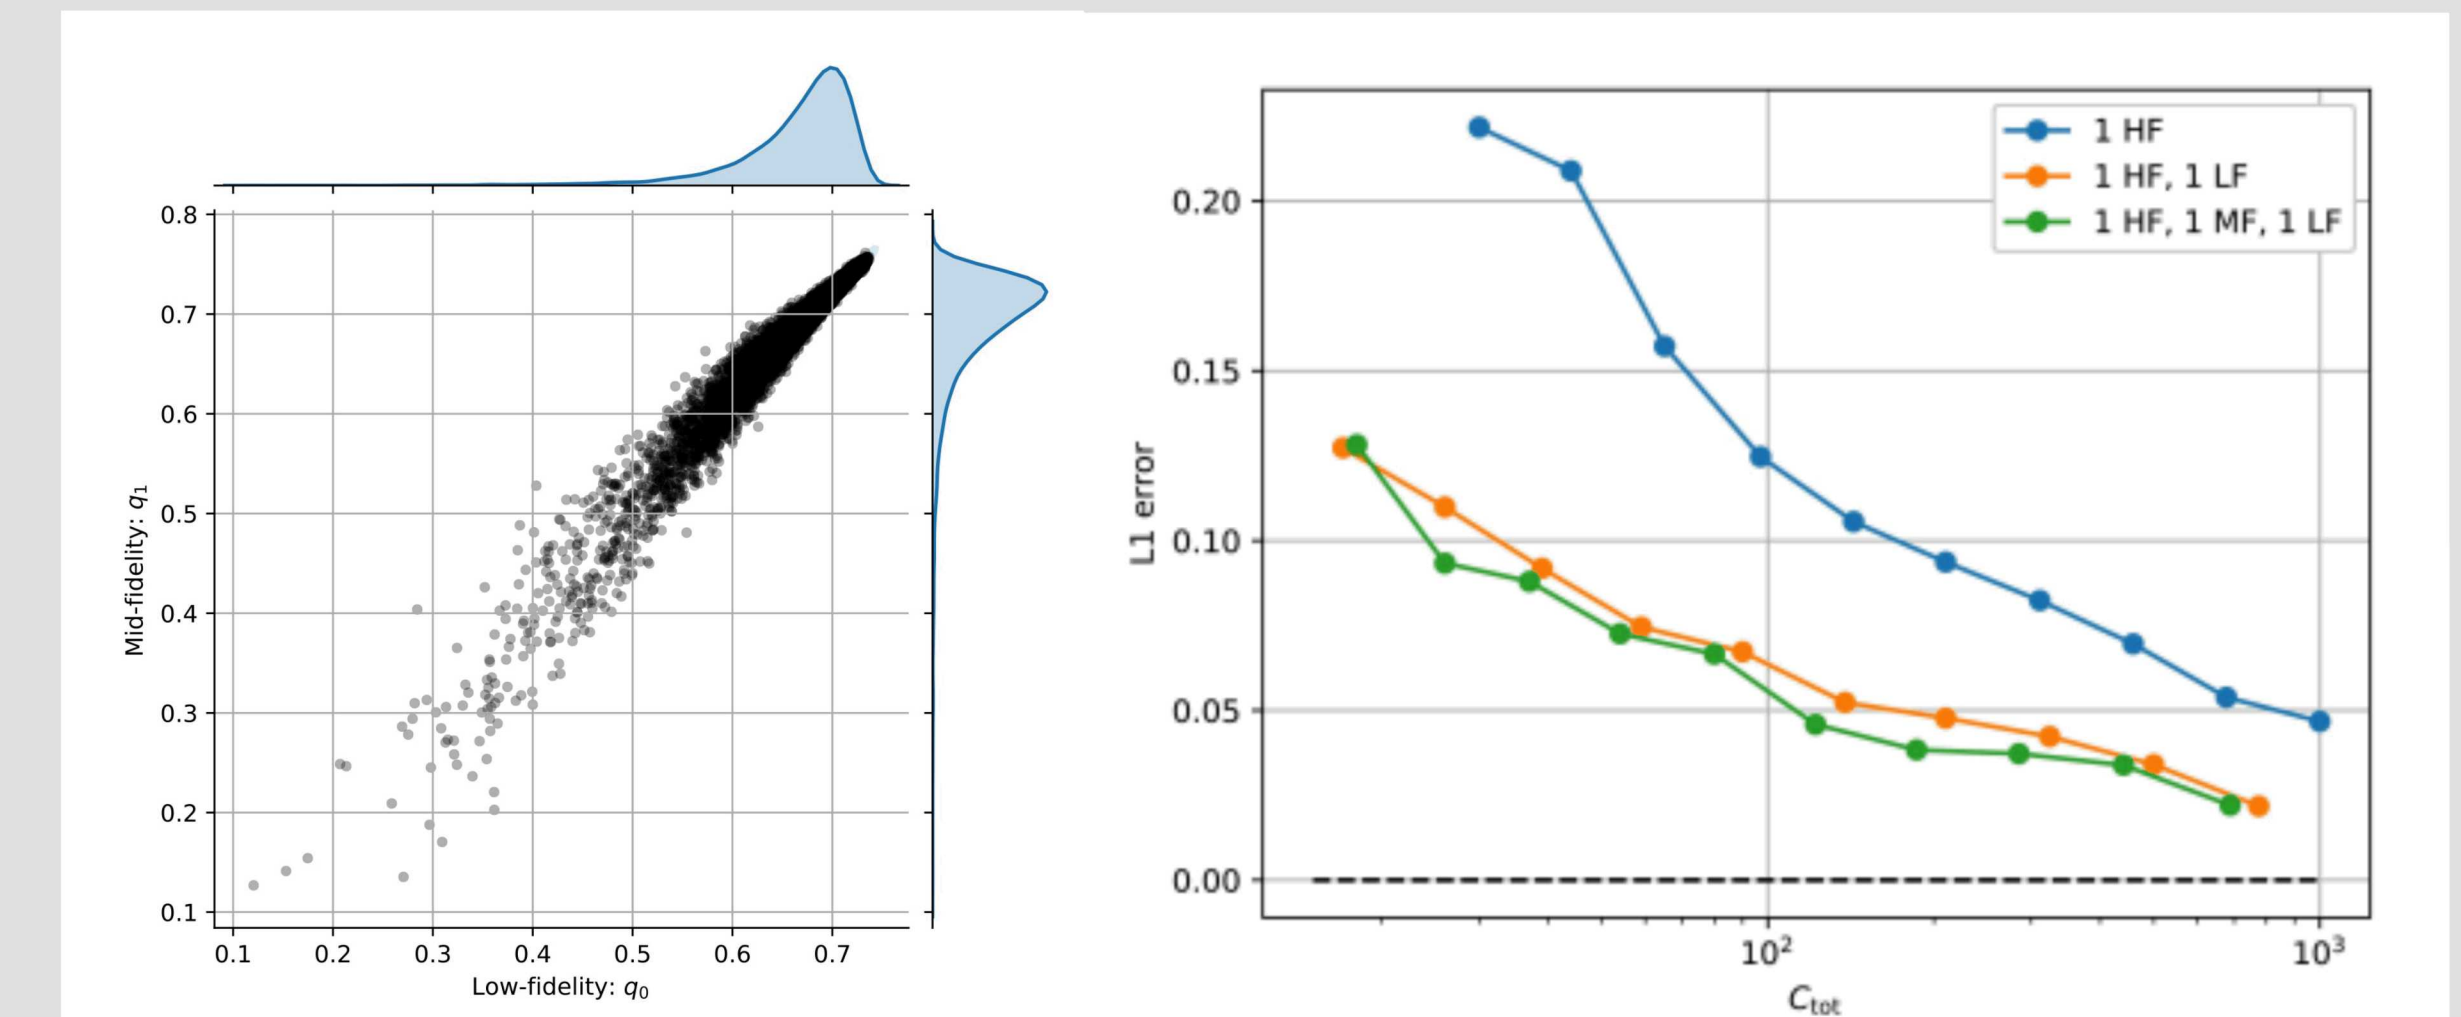 0.8
0.7
0.6
0.5
0.4
0.3
0.2
0.1
Mid-fidelity: q₁
0.1 0.2 0.3 0.4 0.5 0.6 0.7
Low-fidelity: q₀
1 HF
1 HF, 1 LF
1 HF, 1 MF, 1 LF
0.20
0.15
0.10
0.05
0.00
L1 error
10² 10³
C_tot